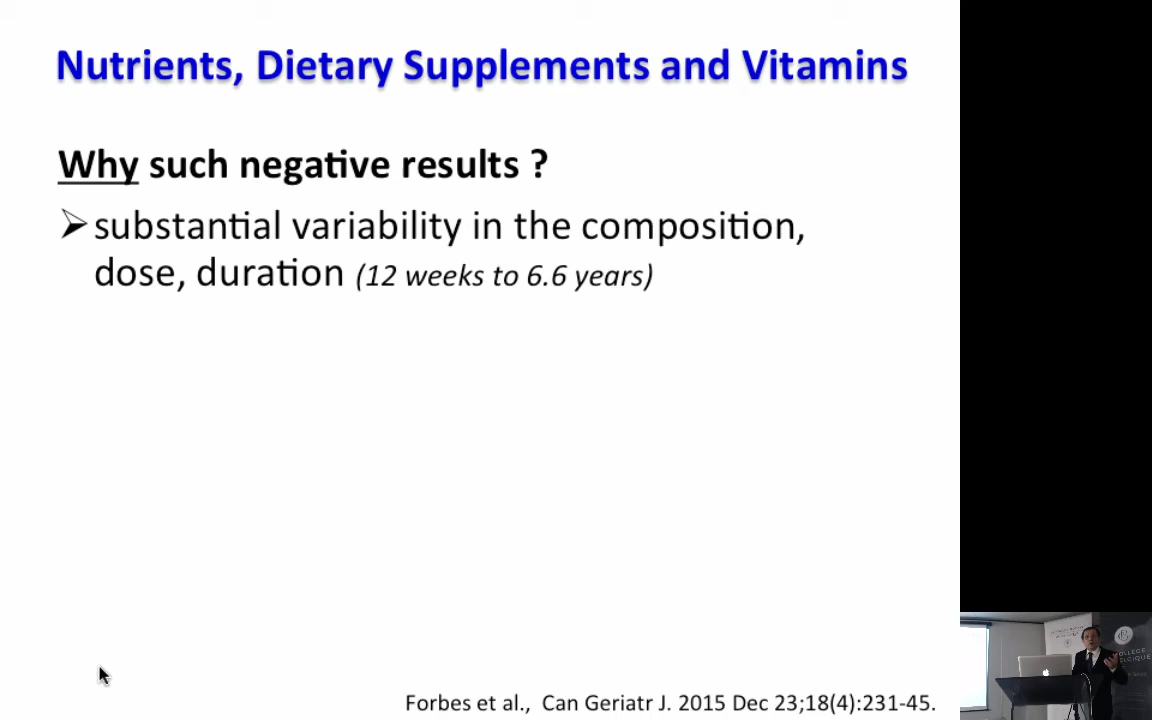 Nutrients, Dietary Supplements and Vitamins
Why such negative results ?
➢ substantial variability in the composition,
dose, duration (12 weeks to 6.6 years)
Forbes et al., Can Geriatr J. 2015 Dec 23;18(4):231-45.